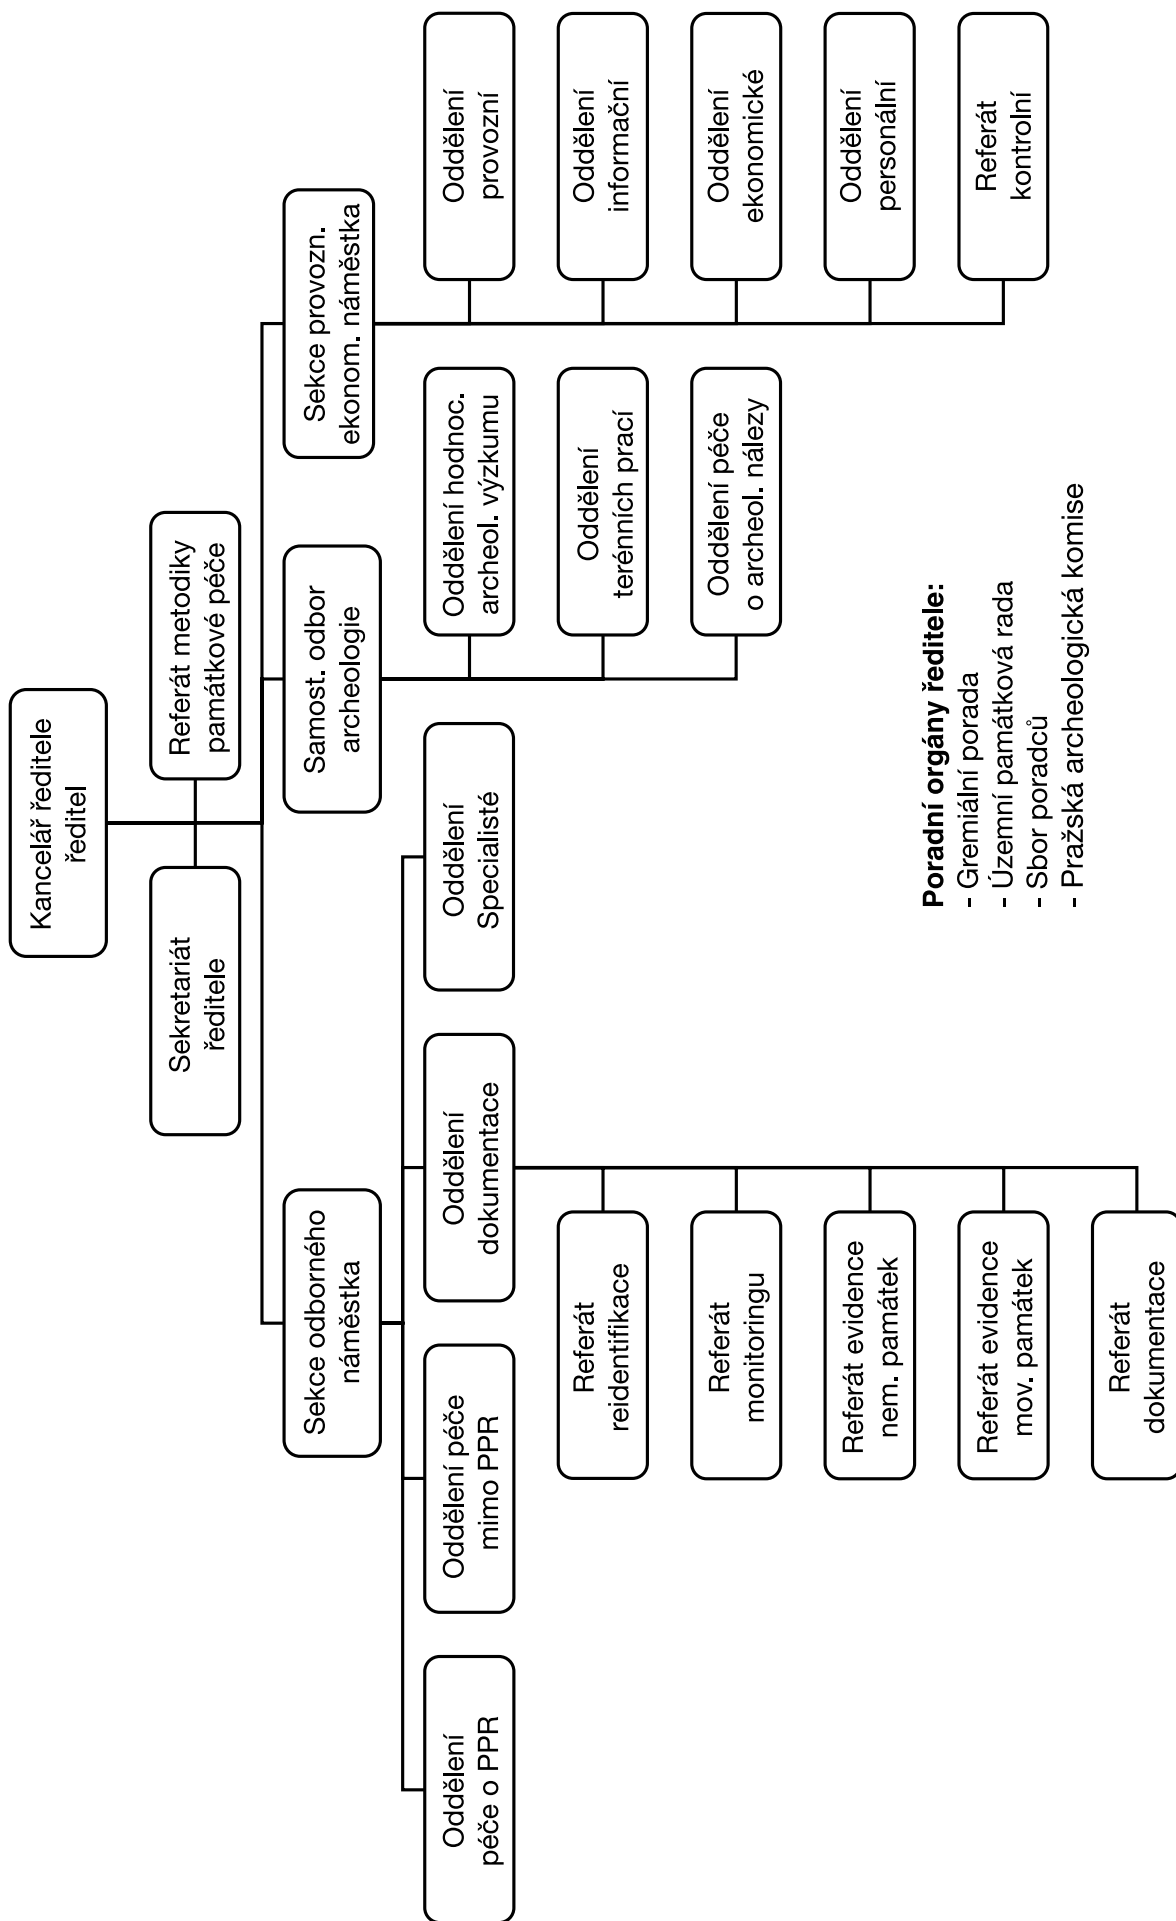 Kancelář ředitele
ředitel
Sekretariát
ředitele
Referát metodiky
památkové péče
Sekce odborného
náměstka
Samost. odbor
archeologie
Sekce provozn.
ekonom. náměstka
Oddělení
péče o PPR
Oddělení péče
mimo PPR
Oddělení
dokumentace
Oddělení
Specialisté
Oddělení hodnoc.
archeol. výzkumu
Oddělení
provozní
Referát
reidentifikace
Oddělení
terénních prací
Oddělení
informační
Referát
monitoringu
Oddělení péče
o archeol. nálezy
Oddělení
ekonomické
Referát evidence
nem. památek
Oddělení
personální
Referát evidence
mov. památek
Referát
kontrolní
Referát
dokumentace
Poradní orgány ředitele:
- Gremiální porada
- Územní památková rada
- Sbor poradců
- Pražská archeologická komise